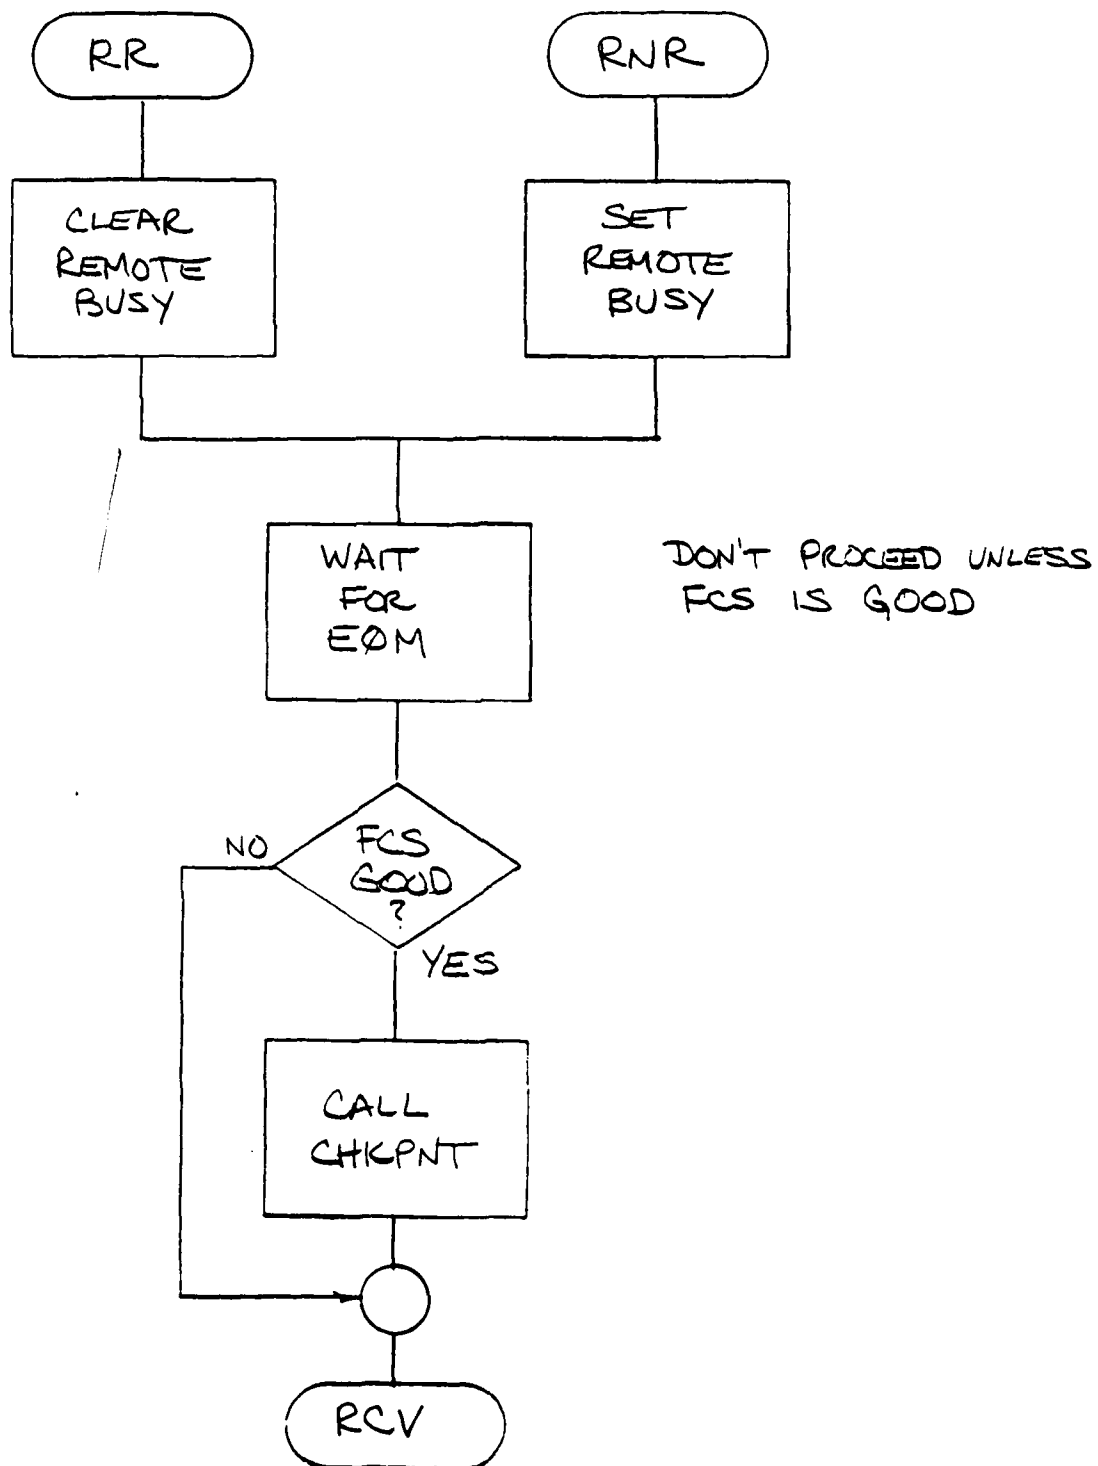 RR
RNR
CLEAR
REMOTE
BUSY
SET
REMOTE
BUSY
WAIT
FOR
EØM
DON'T PROCEED UNLESS
FCS IS GOOD
NO
FCS
GOOD
?
YES
CALL
CHKPNT
RCV